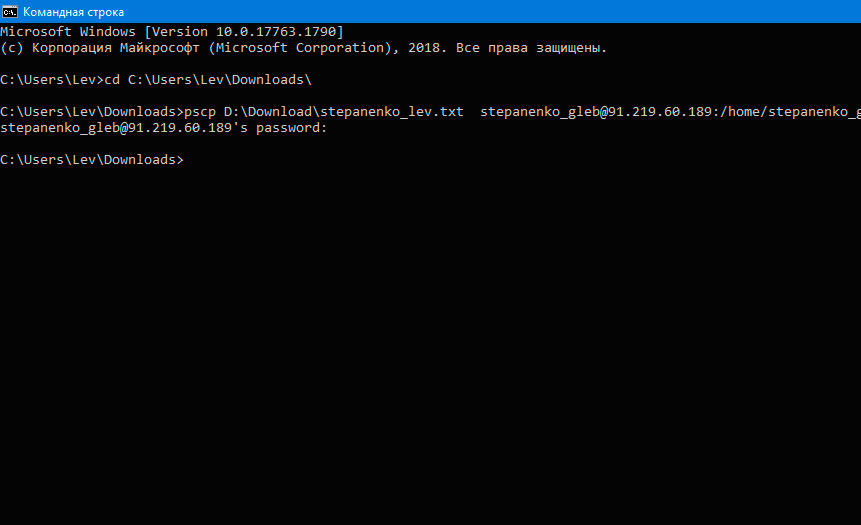 Командная строка
Microsoft Windows [Version 10.0.17763.1790]
(c) Корпорация Майкрософт (Microsoft Corporation), 2018. Все права защищены.
C:\Users\Lev>cd C:\Users\Lev\Downloads\
C:\Users\Lev\Downloads>pscp D:\Download\stepanenko_lev.txt  stepanenko_gleb@91.219.60.189:/home/stepanenko_g
stepanenko_gleb@91.219.60.189's password:
C:\Users\Lev\Downloads>